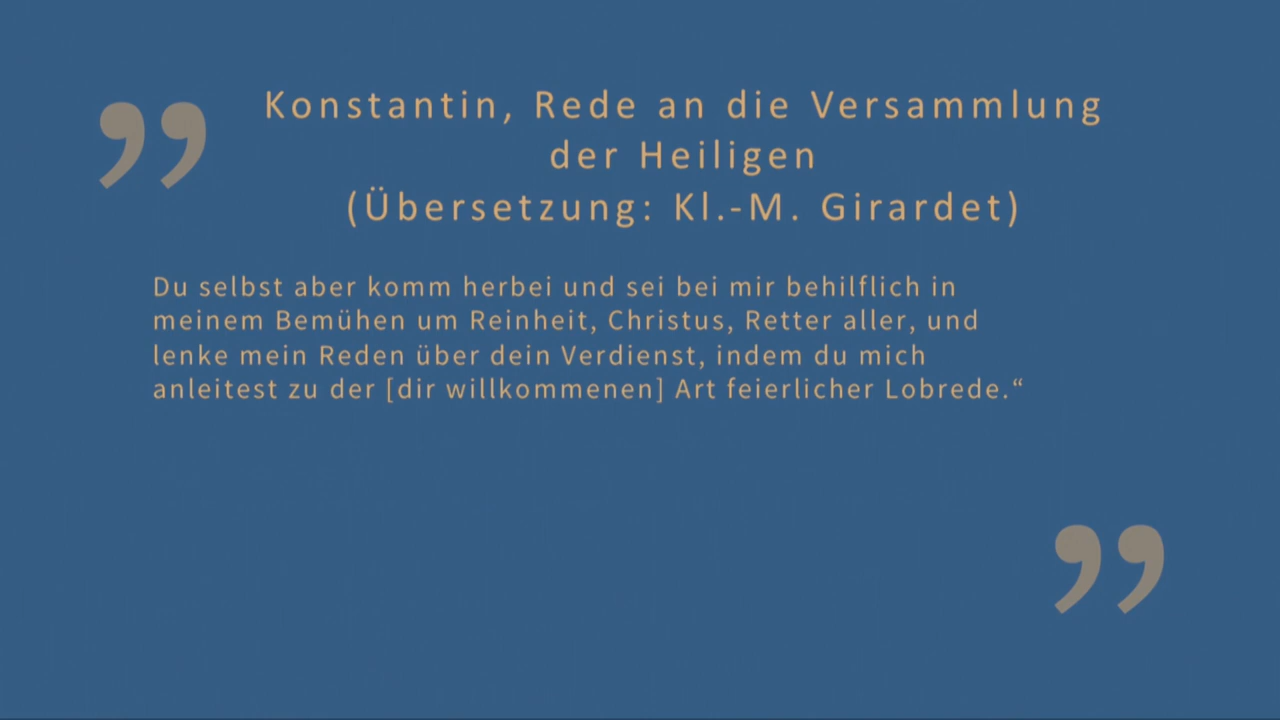 Konstantin, Rede an die Versammlung
der Heiligen
(Übersetzung: Kl.-M. Girardet)
Du selbst aber komm herbei und sei bei mir behilflich in
meinem Bemühen um Reinheit, Christus, Retter aller, und
lenke mein Reden über dein Verdienst, indem du mich
anleitest zu der [dir willkommenen] Art feierlicher Lobrede.“